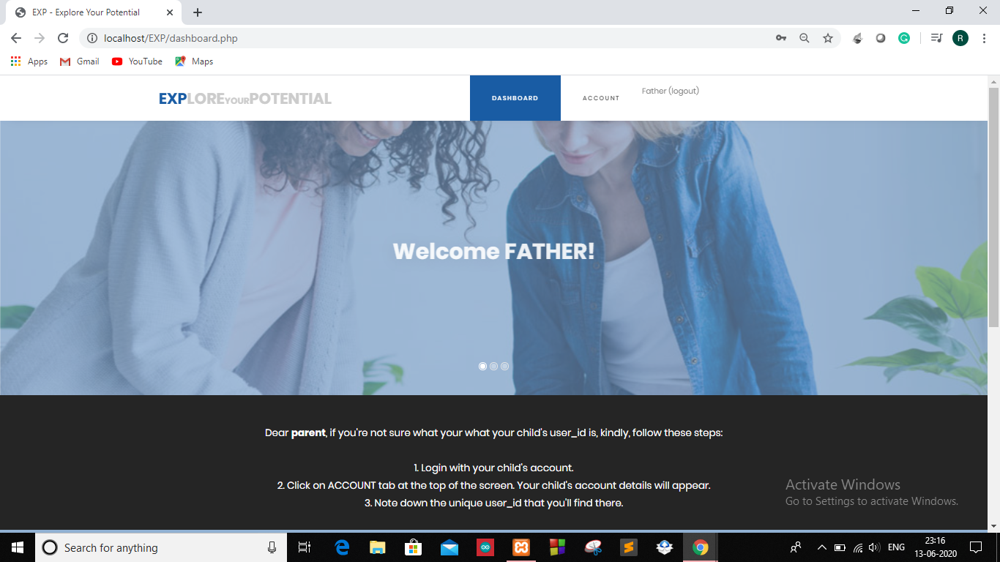 EXP - Explore Your Potential
localhost/EXP/dashboard.php
R
Apps Gmail YouTube Maps
EXPLOREYOURPOTENTIAL
DASHBOARD
ACCOUNT
Father (logout)
Welcome FATHER!
Dear parent, if you're not sure what your what your child's user_id is, kindly, follow these steps:
1. Login with your child's account.
2. Click on ACCOUNT tab at the top of the screen. Your child's account details will appear.
3. Note down the unique user_id that you'll find there.
Activate Windows
Go to Settings to activate Windows.
Search for anything
ENG
23:16
13-06-2020